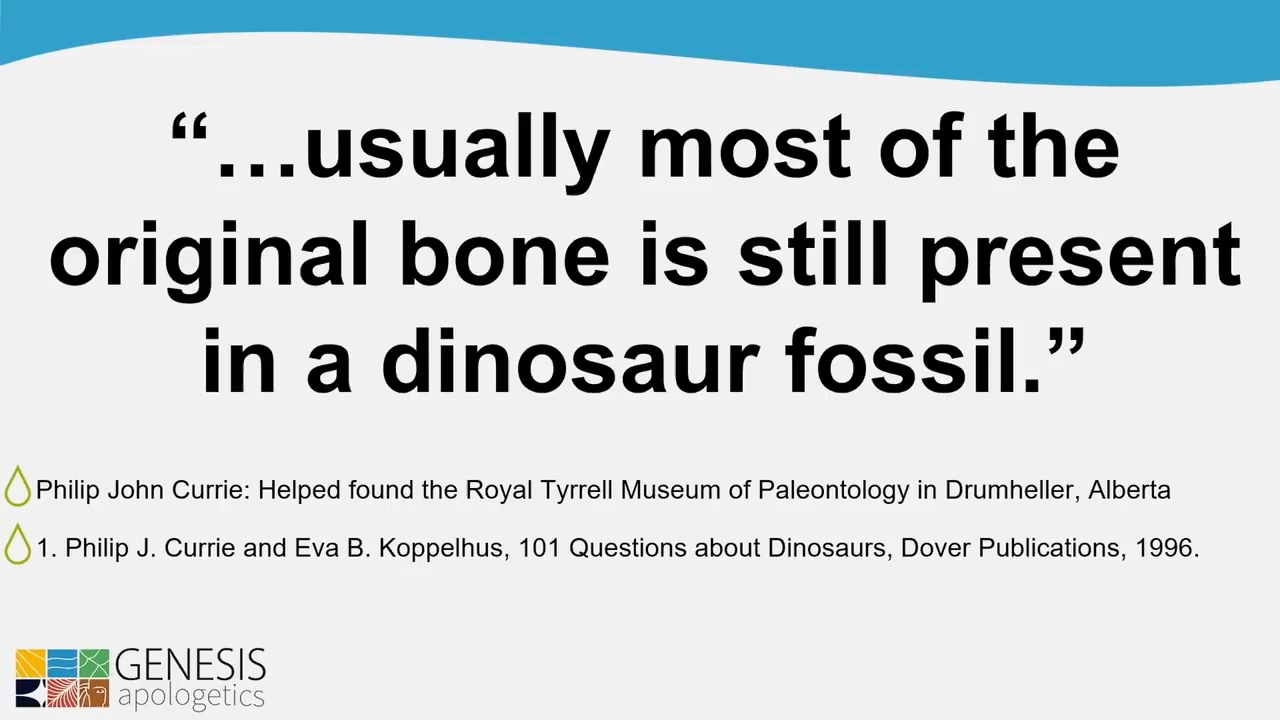 “…usually most of the
original bone is still present
in a dinosaur fossil.”
Philip John Currie: Helped found the Royal Tyrrell Museum of Paleontology in Drumheller, Alberta
1. Philip J. Currie and Eva B. Koppelhus, 101 Questions about Dinosaurs, Dover Publications, 1996.
GENESIS
apologetics